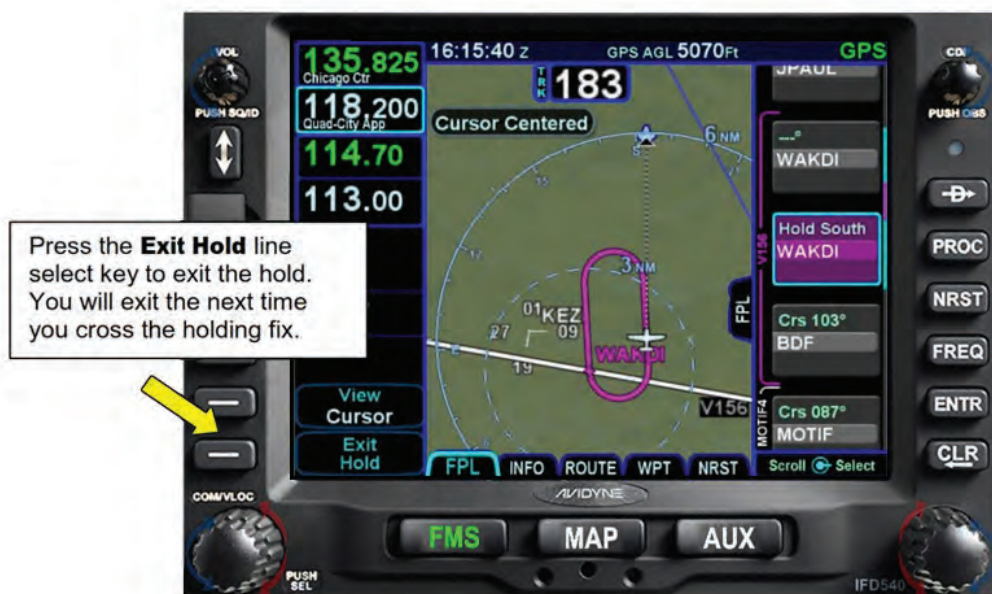 VOL
PUSH SQ/ID
135.825
Chicago Ctr
118.200
Quad-City App
114.70
113.00
16:15:40 Z
GPS AGL 5070Ft
GPS
TRK
183
Cursor Centered
6 NM
S
15
12
3 NM
01 KEZ
27
09
19
E
WAKDI
V156
FPL
JPAUL
---°
WAKDI
V156
Hold South
WAKDI
Crs 103°
BDF
MOTIF4
Crs 087°
MOTIF
Scroll Select
CDI
PUSH OBS
D
PROC
NRST
FREQ
ENTR
CLR
Press the Exit Hold line
select key to exit the hold.
You will exit the next time
you cross the holding fix.
View
Cursor
Exit
Hold
FPL
INFO
ROUTE
WPT
NRST
COM/VLOC
PUSH
SEL
AVIDYNE
FMS
MAP
AUX
IFD540